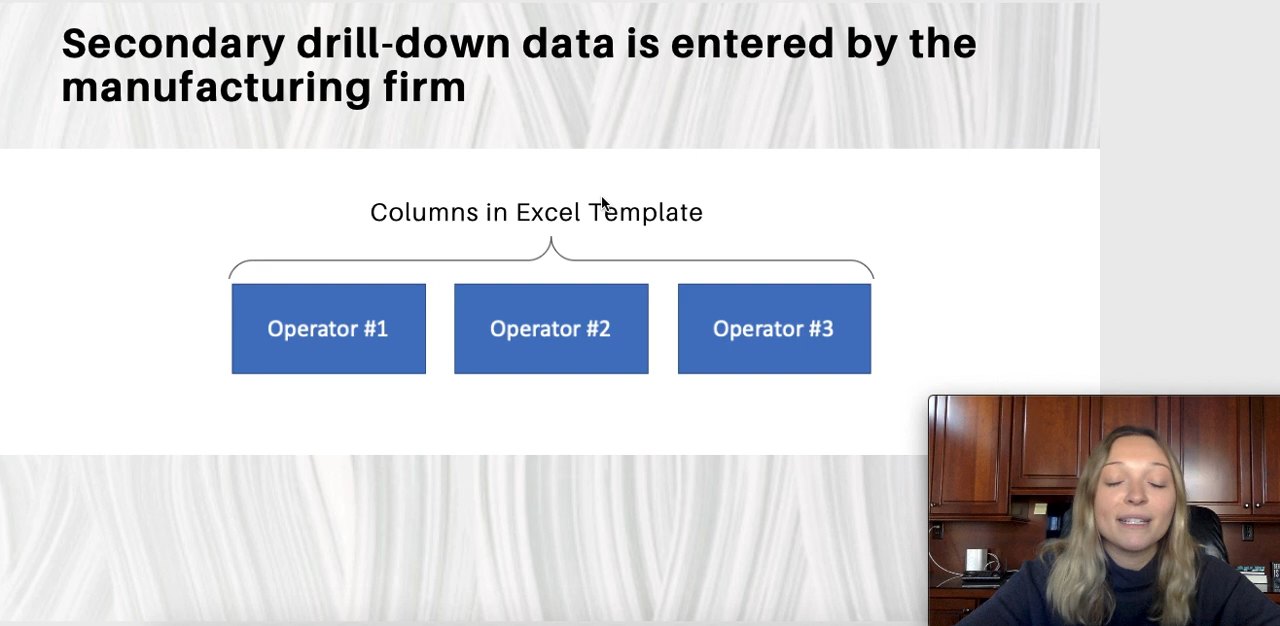 Secondary drill-down data is entered by the
manufacturing firm
Columns in Excel Template
Operator #1
Operator #2
Operator #3